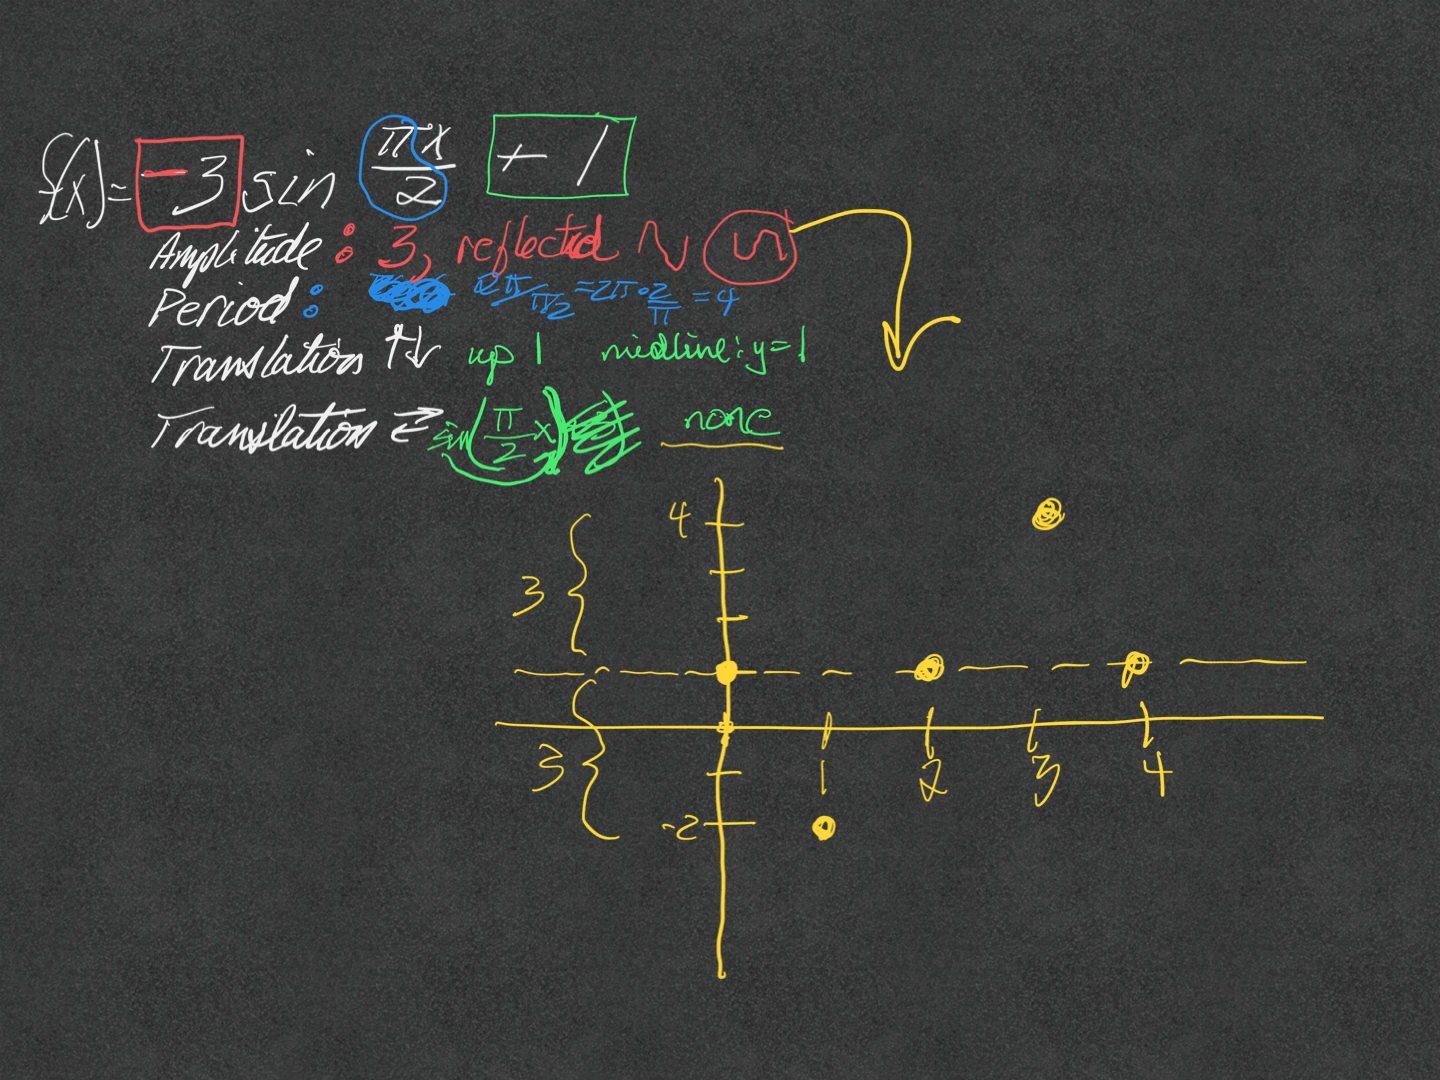 f(x) = -3 sin πx/2 + 1
Amplitude: 3, reflected
Period: 2π/π/2 = 2π · 2/π = 4
Translation ↑↓ up 1 midline: y = 1
Translation ⇄ sin(π/2 x) none
4
3
3
1 2 3 4
-2